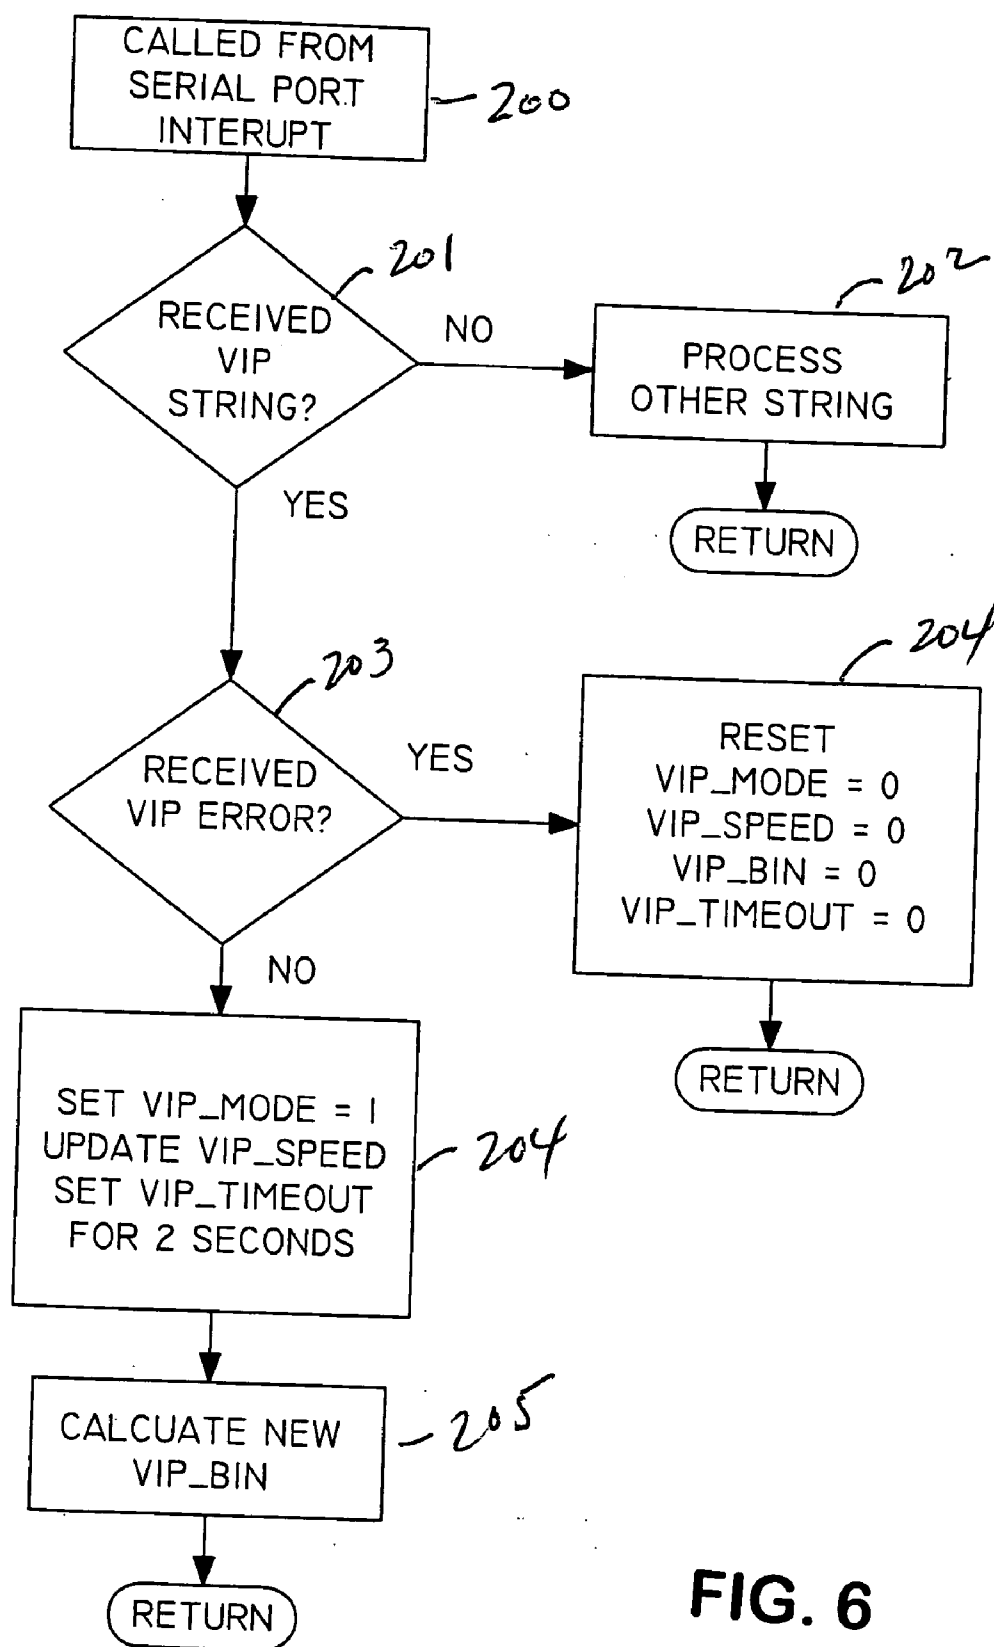 CALLED FROM
SERIAL PORT
INTERUPT
200
201
RECEIVED
VIP
STRING?
NO
202
PROCESS
OTHER STRING
RETURN
YES
203
RECEIVED
VIP ERROR?
YES
204
RESET
VIP_MODE = 0
VIP_SPEED = 0
VIP_BIN = 0
VIP_TIMEOUT = 0
RETURN
NO
SET VIP_MODE = 1
UPDATE VIP_SPEED
SET VIP_TIMEOUT
FOR 2 SECONDS
204
CALCUATE NEW
VIP_BIN
205
RETURN
FIG. 6